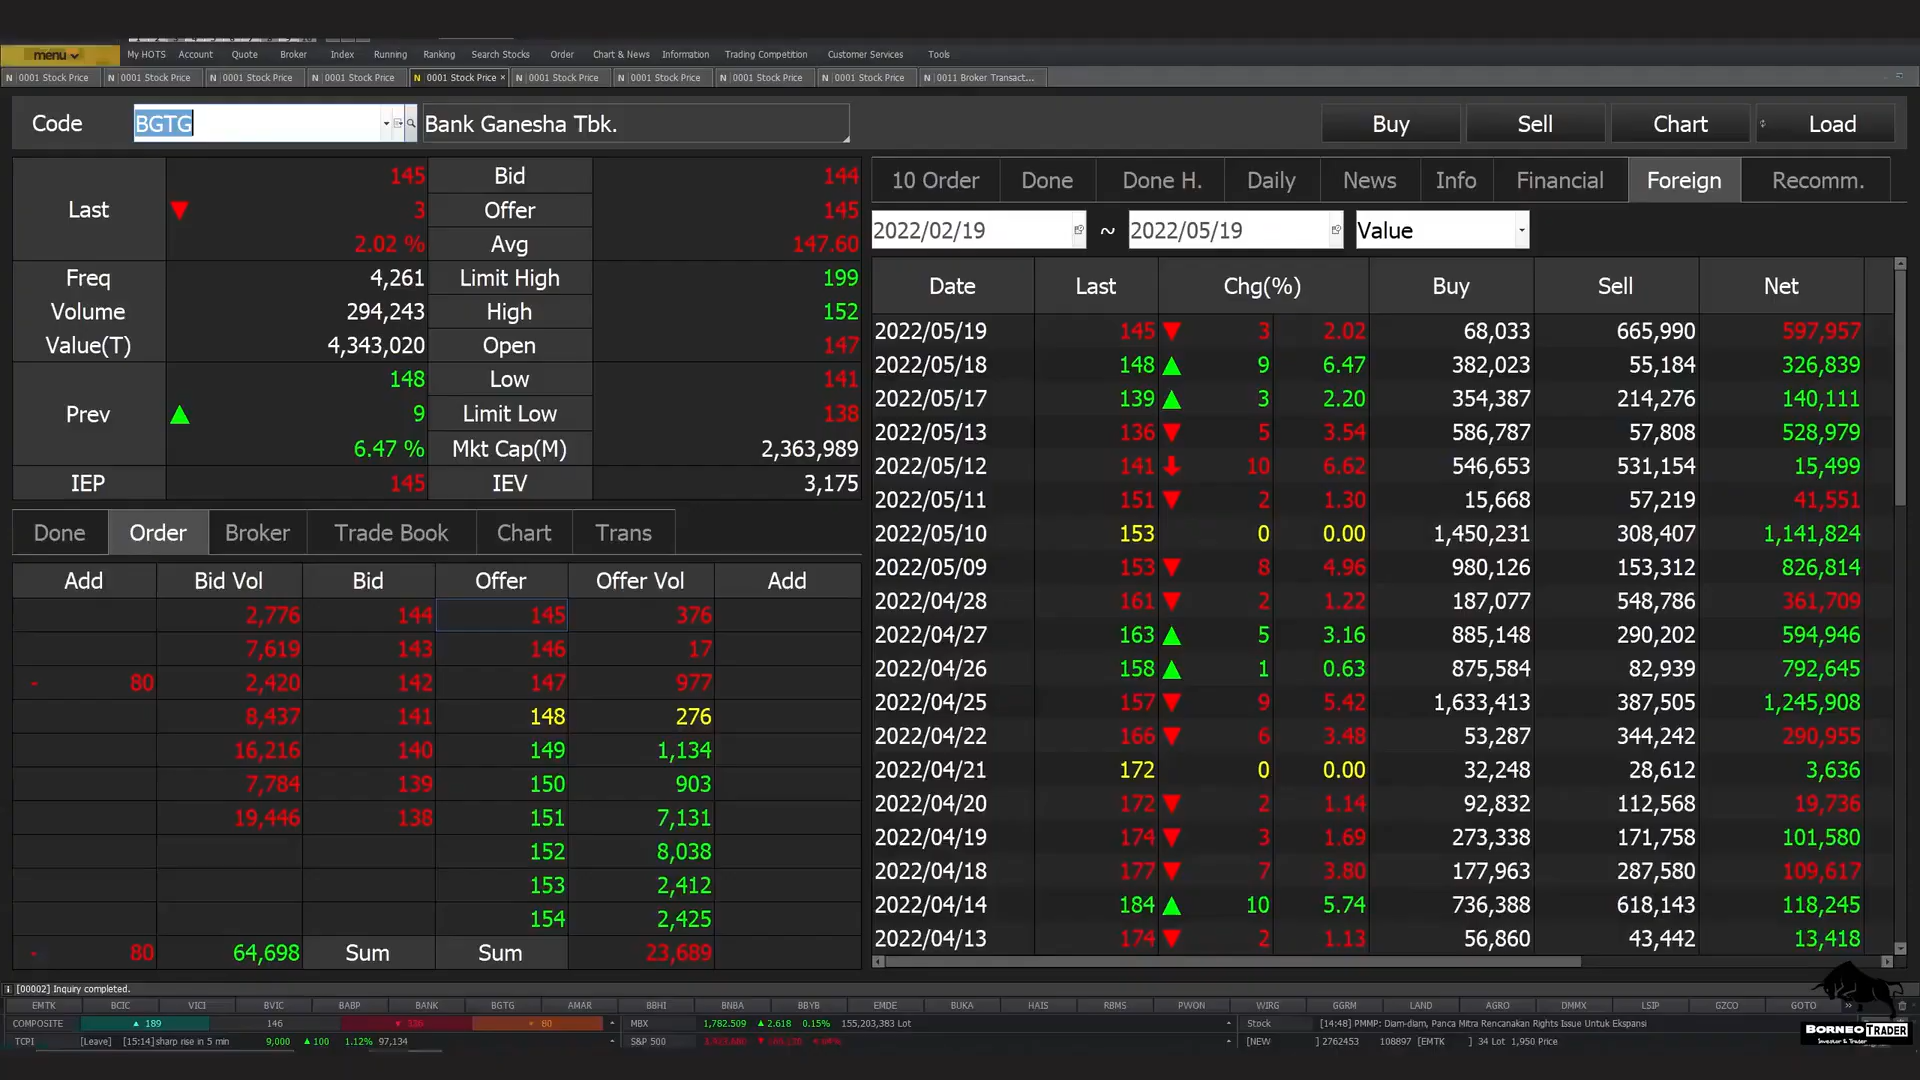 menu My HOTS Account Quote Broker Index Running Ranking Search Stocks Order Chart & News Information Trading Competition Customer Services Tools
N 0001 Stock Price N 0001 Stock Price N 0001 Stock Price N 0001 Stock Price N 0001 Stock Price × N 0001 Stock Price N 0001 Stock Price N 0001 Stock Price N 0001 Stock Price N 0011 Broker Transact...
Code BGTG Bank Ganesha Tbk. Buy Sell Chart Load
Last 145 Bid 144
3 Offer 145
2.02 % Avg 147.60
Freq 4,261 Limit High 199
Volume 294,243 High 152
Value(T) 4,343,020 Open 147
Prev 148 Low 141
9 Limit Low 138
6.47 % Mkt Cap(M) 2,363,989
IEP 145 IEV 3,175
Done Order Broker Trade Book Chart Trans
Add Bid Vol Bid Offer Offer Vol Add
2,776 144 145 376
7,619 143 146 17
- 80 2,420 142 147 977
8,437 141 148 276
16,216 140 149 1,134
7,784 139 150 903
19,446 138 151 7,131
152 8,038
153 2,412
154 2,425
- 80 64,698 Sum Sum 23,689
10 Order Done Done H. Daily News Info Financial Foreign Recomm.
2022/02/19 ~ 2022/05/19 Value
Date Last Chg(%) Buy Sell Net
2022/05/19 145 3 2.02 68,033 665,990 597,957
2022/05/18 148 9 6.47 382,023 55,184 326,839
2022/05/17 139 3 2.20 354,387 214,276 140,111
2022/05/13 136 5 3.54 586,787 57,808 528,979
2022/05/12 141 10 6.62 546,653 531,154 15,499
2022/05/11 151 2 1.30 15,668 57,219 41,551
2022/05/10 153 0 0.00 1,450,231 308,407 1,141,824
2022/05/09 153 8 4.96 980,126 153,312 826,814
2022/04/28 161 2 1.22 187,077 548,786 361,709
2022/04/27 163 5 3.16 885,148 290,202 594,946
2022/04/26 158 1 0.63 875,584 82,939 792,645
2022/04/25 157 9 5.42 1,633,413 387,505 1,245,908
2022/04/22 166 6 3.48 53,287 344,242 290,955
2022/04/21 172 0 0.00 32,248 28,612 3,636
2022/04/20 172 2 1.14 92,832 112,568 19,736
2022/04/19 174 3 1.69 273,338 171,758 101,580
2022/04/18 177 7 3.80 177,963 287,580 109,617
2022/04/14 184 10 5.74 736,388 618,143 118,245
2022/04/13 174 2 1.13 56,860 43,442 13,418
i [00002] Inquiry completed.
EMTK BCIC VICI BVIC BABP BANK BGTG AMAR BBHI BNBA BBYB EMDE BUKA HAIS RBMS PWON WIRG GGRM LAND AGRO DMMX LSIP GZCO GOTO
COMPOSITE 189 146 80 MBX 1,782.509 2.618 0.15% 155,203,383 Lot Stock [14:48] PMMP: Diam-diam, Panca Mitra Rencanakan Rights Issue Untuk Ekspansi
TCPI [Leave] [15:14]sharp rise in 5 min 9,000 100 1.12% 97,134 S&P 500 [NEW ] 2762453 108897 [EMTK ] 34 Lot 1,950 Price
BORNEO TRADER
Investor & Trader